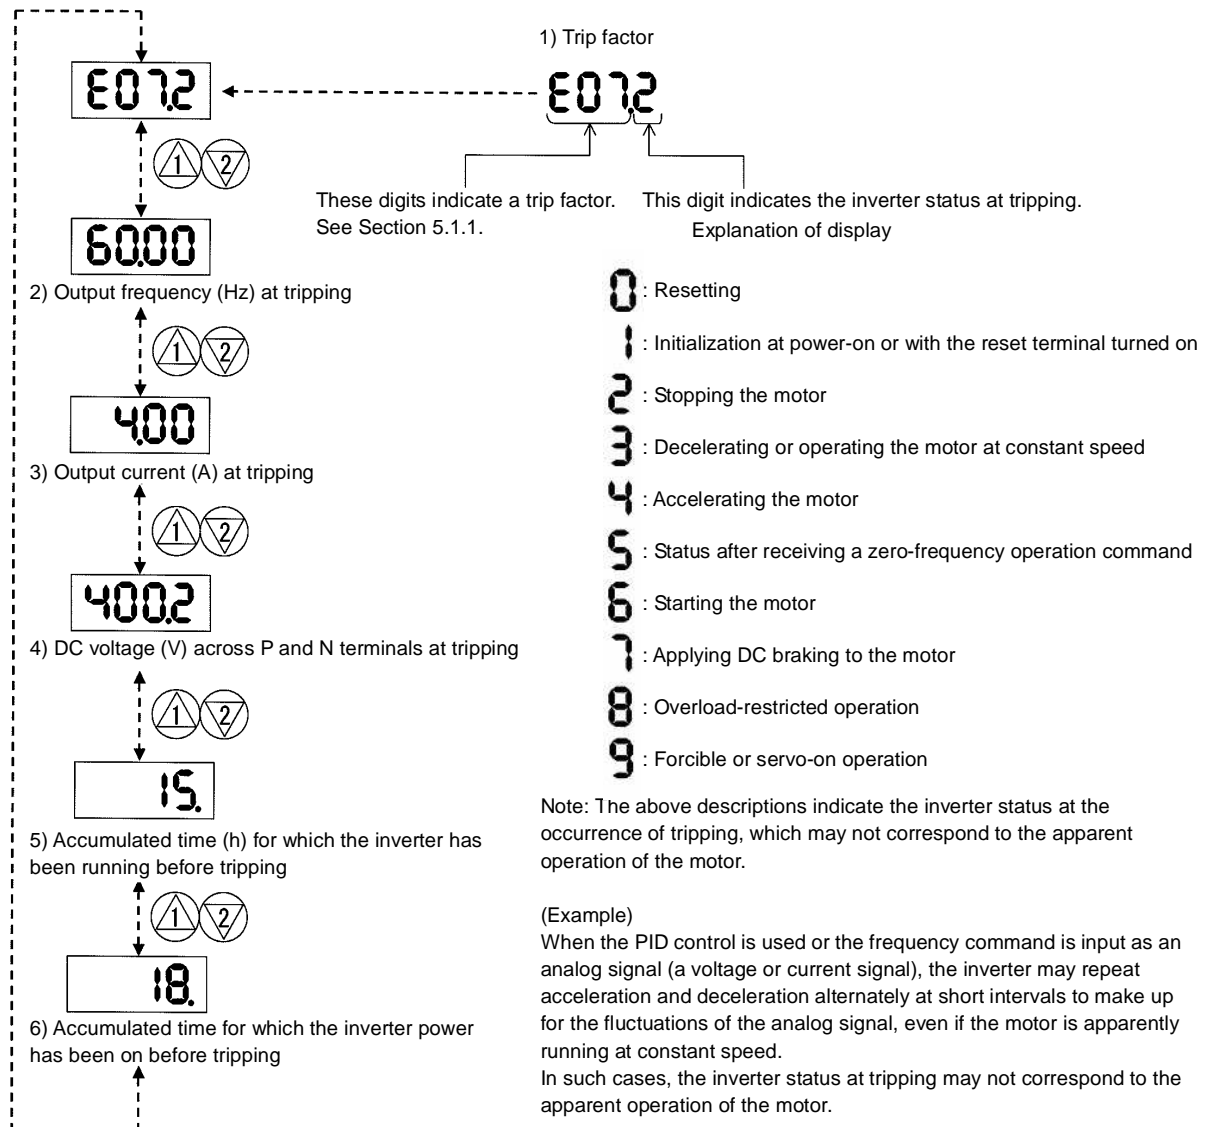 1) Trip factor
E07.2
E07.2
1 2
These digits indicate a trip factor.
See Section 5.1.1.
This digit indicates the inverter status at tripping.
Explanation of display
60.00
2) Output frequency (Hz) at tripping
1 2
4.00
3) Output current (A) at tripping
1 2
400.2
4) DC voltage (V) across P and N terminals at tripping
1 2
15.
5) Accumulated time (h) for which the inverter has
been running before tripping
1 2
18.
6) Accumulated time for which the inverter power
has been on before tripping
0 : Resetting
1 : Initialization at power-on or with the reset terminal turned on
2 : Stopping the motor
3 : Decelerating or operating the motor at constant speed
4 : Accelerating the motor
5 : Status after receiving a zero-frequency operation command
6 : Starting the motor
7 : Applying DC braking to the motor
8 : Overload-restricted operation
9 : Forcible or servo-on operation
Note: The above descriptions indicate the inverter status at the
occurrence of tripping, which may not correspond to the apparent
operation of the motor.
(Example)
When the PID control is used or the frequency command is input as an
analog signal (a voltage or current signal), the inverter may repeat
acceleration and deceleration alternately at short intervals to make up
for the fluctuations of the analog signal, even if the motor is apparently
running at constant speed.
In such cases, the inverter status at tripping may not correspond to the
apparent operation of the motor.